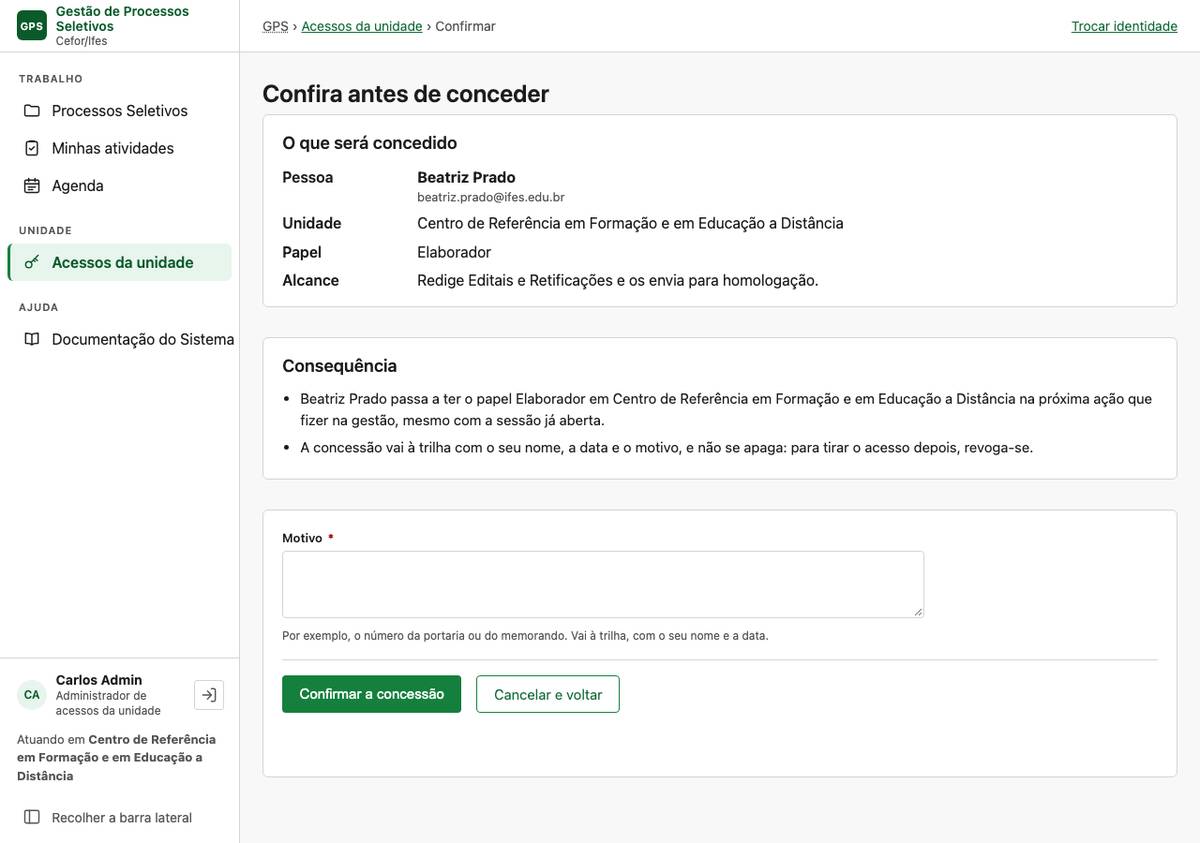 GPS
Gestão de Processos
Seletivos
Cefor/Ifes
GPS › Acessos da unidade › Confirmar
Trocar identidade
TRABALHO
Processos Seletivos
Minhas atividades
Agenda
UNIDADE
Acessos da unidade
AJUDA
Documentação do Sistema
CA
Carlos Admin
Administrador de
acessos da unidade
Atuando em Centro de Referência
em Formação e em Educação a
Distância
Recolher a barra lateral
Confira antes de conceder
O que será concedido
Pessoa Beatriz Prado
beatriz.prado@ifes.edu.br
Unidade Centro de Referência em Formação e em Educação a Distância
Papel Elaborador
Alcance Redige Editais e Retificações e os envia para homologação.
Consequência
• Beatriz Prado passa a ter o papel Elaborador em Centro de Referência em Formação e em Educação a Distância na próxima ação que
fizer na gestão, mesmo com a sessão já aberta.
• A concessão vai à trilha com o seu nome, a data e o motivo, e não se apaga: para tirar o acesso depois, revoga-se.
Motivo *
Por exemplo, o número da portaria ou do memorando. Vai à trilha, com o seu nome e a data.
Confirmar a concessão
Cancelar e voltar